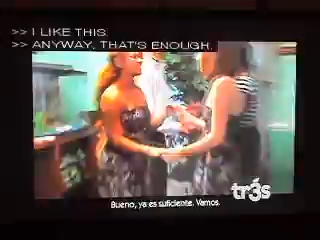 >> I LIKE THIS.
>> ANYWAY, THAT'S ENOUGH.
tr3s
Bueno, ya es suficiente. Vamos.